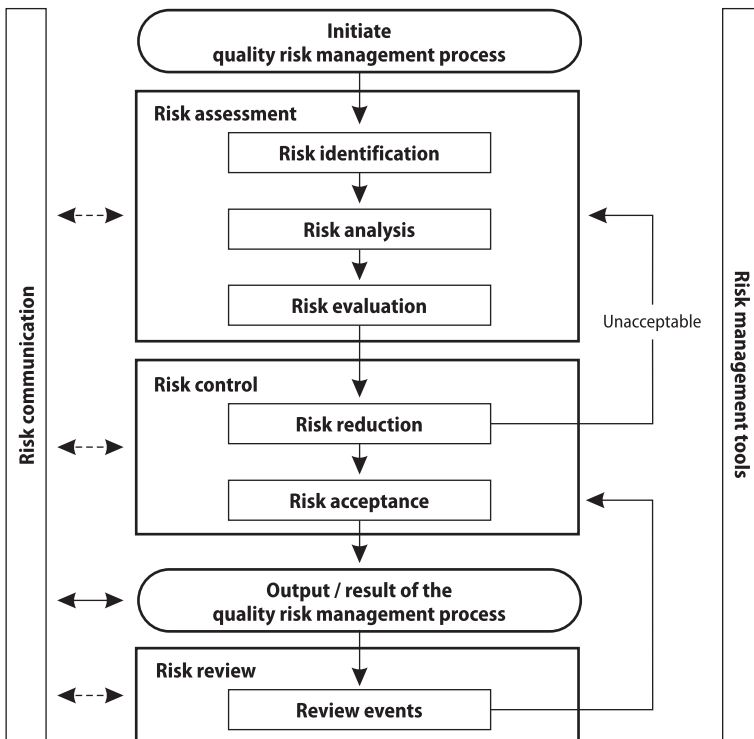 Initiate
quality risk management process
Risk assessment
Risk identification
Risk analysis
Risk evaluation
Unacceptable
Risk control
Risk reduction
Risk acceptance
Output / result of the
quality risk management process
Risk review
Review events
Risk communication
Risk management tools